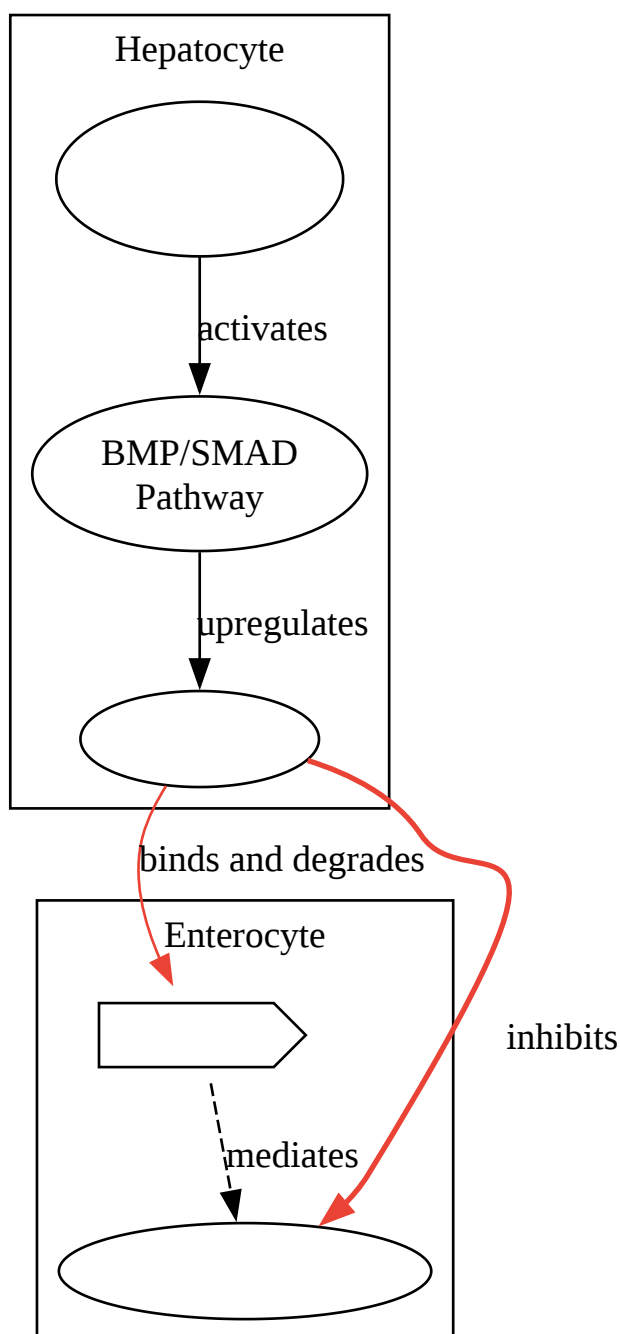 Hepatocyte
activates
BMP/SMAD
Pathway
upregulates
binds and degrades
Enterocyte
inhibits
mediates